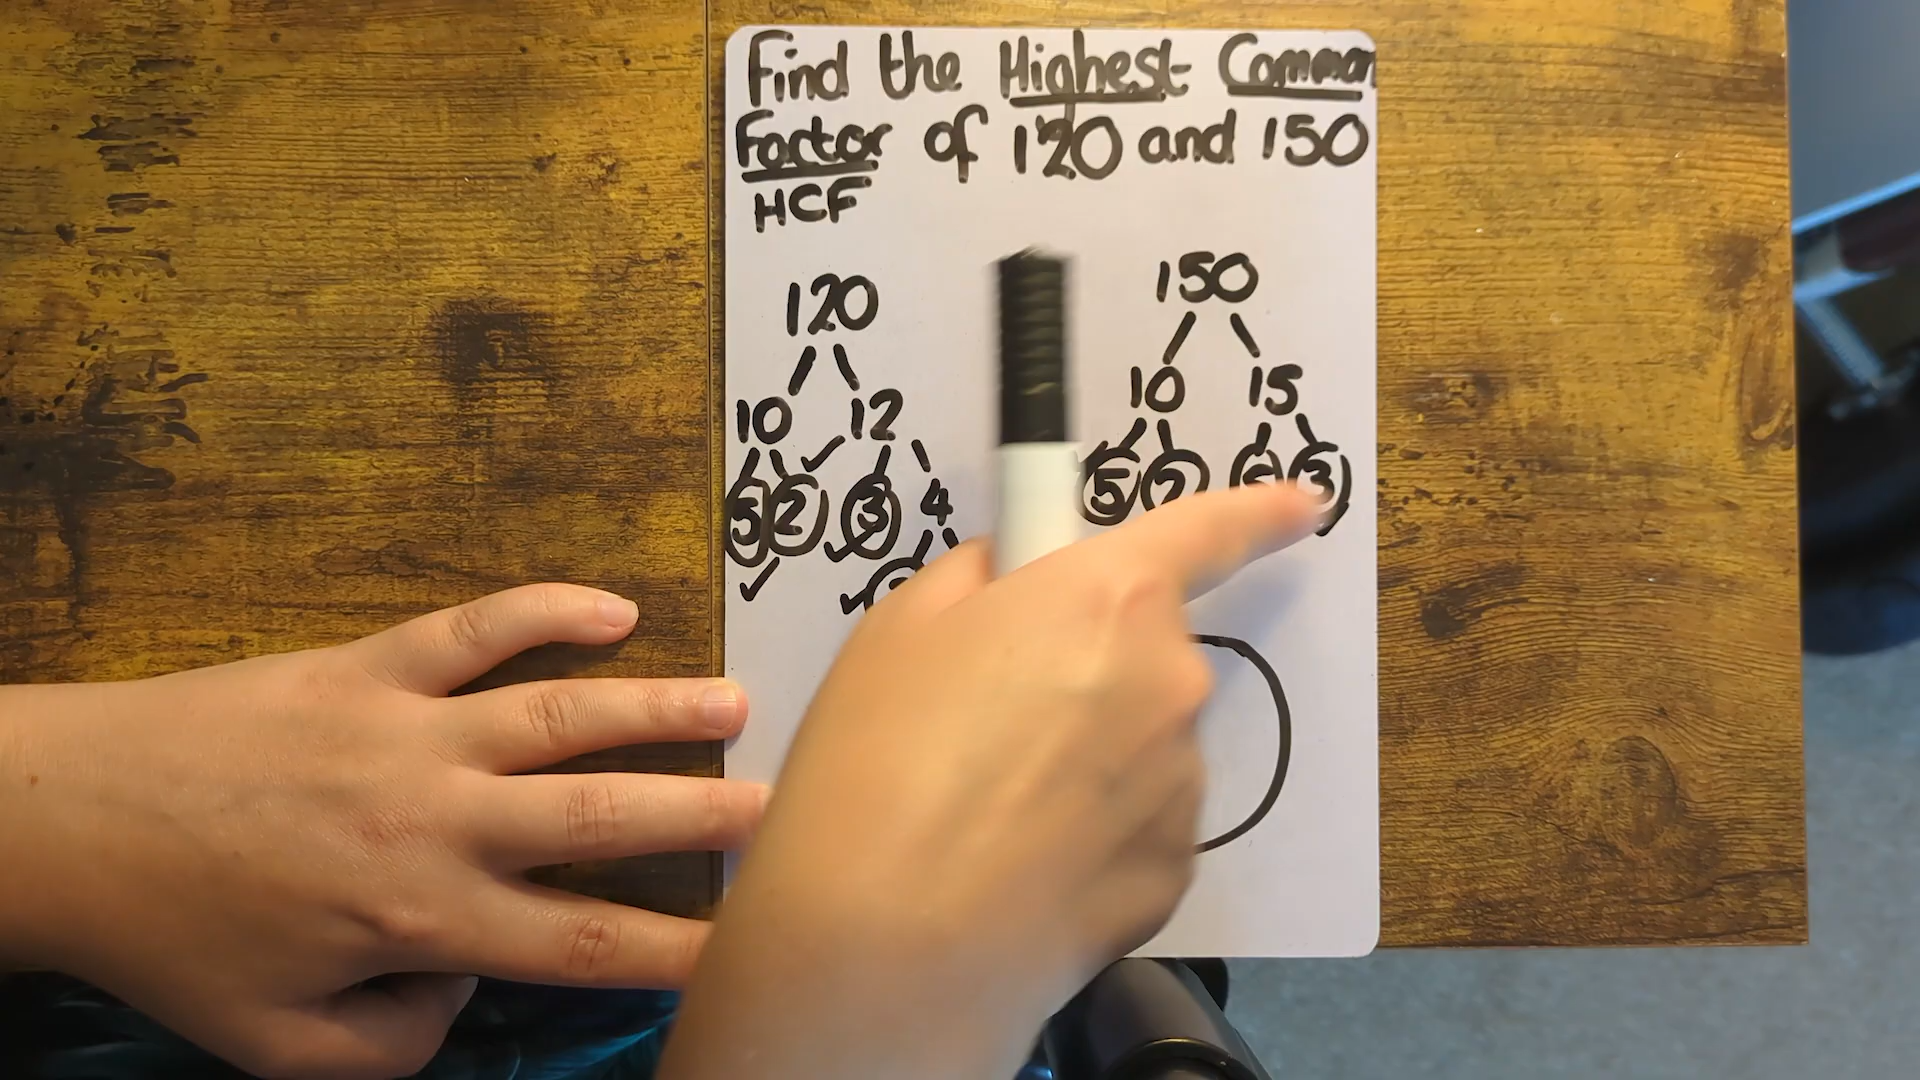 Find the Highest Common
Factor of 120 and 150
HCF
120
150
10 12
10 15
5 2 3 4
5 2 3